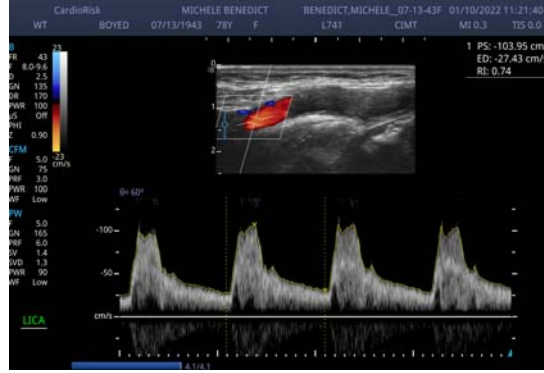 CardioRisk MICHELE BENEDICT BENEDICT,MICHELE_07-13-43F 01/10/2022 11:21:40
WT BOYED 07/13/1943 78Y F L741 CIMT MI 0.3 TIS 0.0
1 PS: -103.95 cm/s
ED: -27.43 cm/s
RI: 0.74
B
FR 43
F 8.0-9.6
D 2.5
GN 135
DR 170
PWR 100
µS Off
PHI
Z 0.90
23
-23
cm/s
0
1
2
CFM
F 5.0
GN 75
PRF 3.0
PWR 100
WF Low
θ= 60°
PW
F 5.0
GN 165
PRF 6.0
SV 1.4
SVD 1.3
PWR 90
WF Low
-100
-50
cm/s
LICA
4.1/4.1